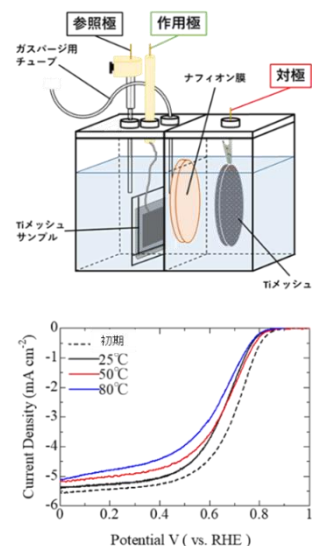 参照極
作用極
ガスパージ用
チューブ
ナフィオン膜
対極
Tiメッシュ
サンプル
Tiメッシュ
0
-1
-2
-3
-4
-5
-6
Current Density (mA cm⁻²)
初期
25℃
50℃
80℃
0
0.2
0.4
0.6
0.8
1
Potential V ( vs. RHE )